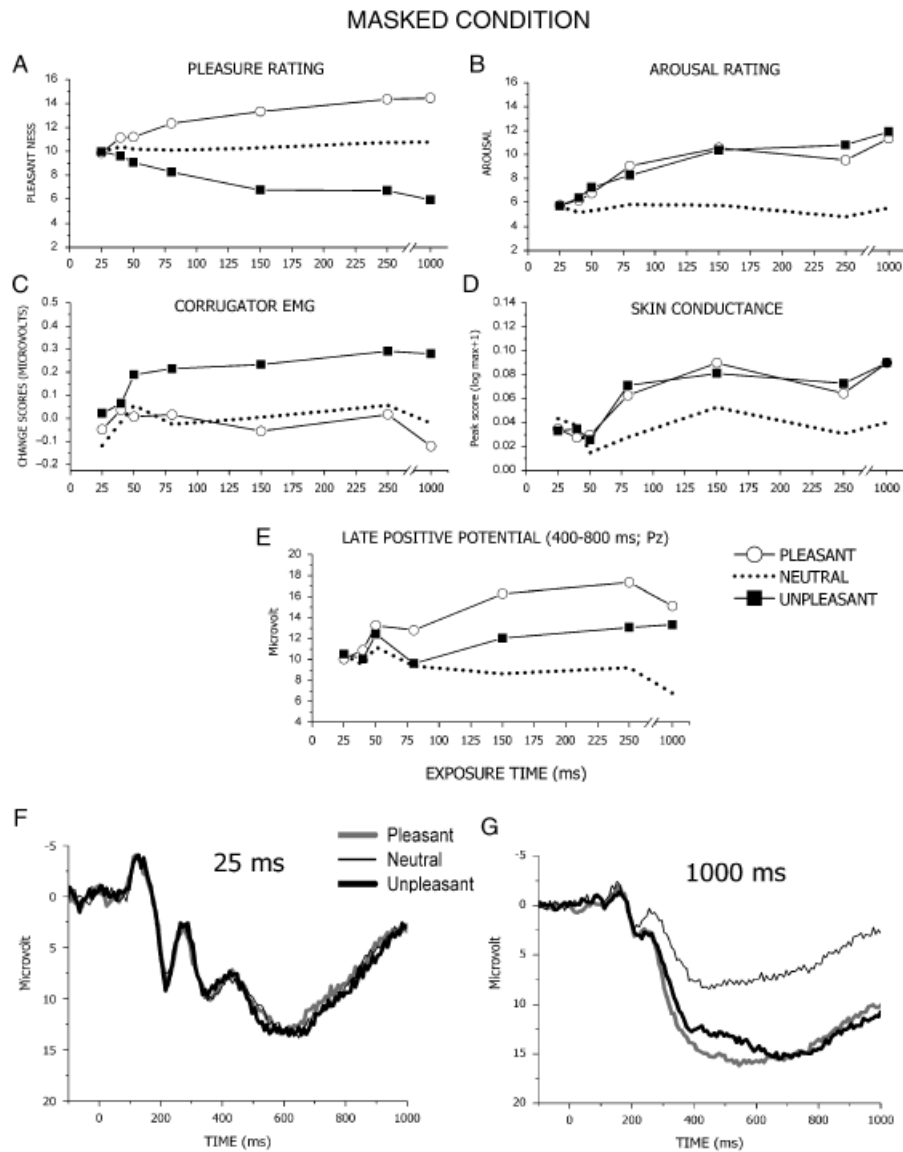 MASKED CONDITION
A
PLEASURE RATING
PLEASANT NESS
16
14
12
10
8
6
4
2
0 25 50 75 100 125 150 175 200 225 250 1000
B
AROUSAL RATING
AROUSAL
16
14
12
10
8
6
4
2
0 25 50 75 100 125 150 175 200 225 250 1000
C
CORRUGATOR EMG
CHANGE SCORES (MICROVOLTS)
0.5
0.4
0.3
0.2
0.1
0.0
−0.1
−0.2
0 25 50 75 100 125 150 175 200 225 250 1000
D
SKIN CONDUCTANCE
Peak score (log max+1)
0.14
0.12
0.10
0.08
0.06
0.04
0.02
0.00
0 25 50 75 100 125 150 175 200 225 250 1000
E
LATE POSITIVE POTENTIAL (400-800 ms; Pz)
Microvolt
20
18
16
14
12
10
8
6
4
0 25 50 75 100 125 150 175 200 225 250 1000
EXPOSURE TIME (ms)
PLEASANT
NEUTRAL
UNPLEASANT
F
25 ms
Pleasant
Neutral
Unpleasant
Microvolt
-5
0
5
10
15
20
0 200 400 600 800 1000
TIME (ms)
G
1000 ms
Microvolt
-5
0
5
10
15
20
0 200 400 600 800 1000
TIME (ms)